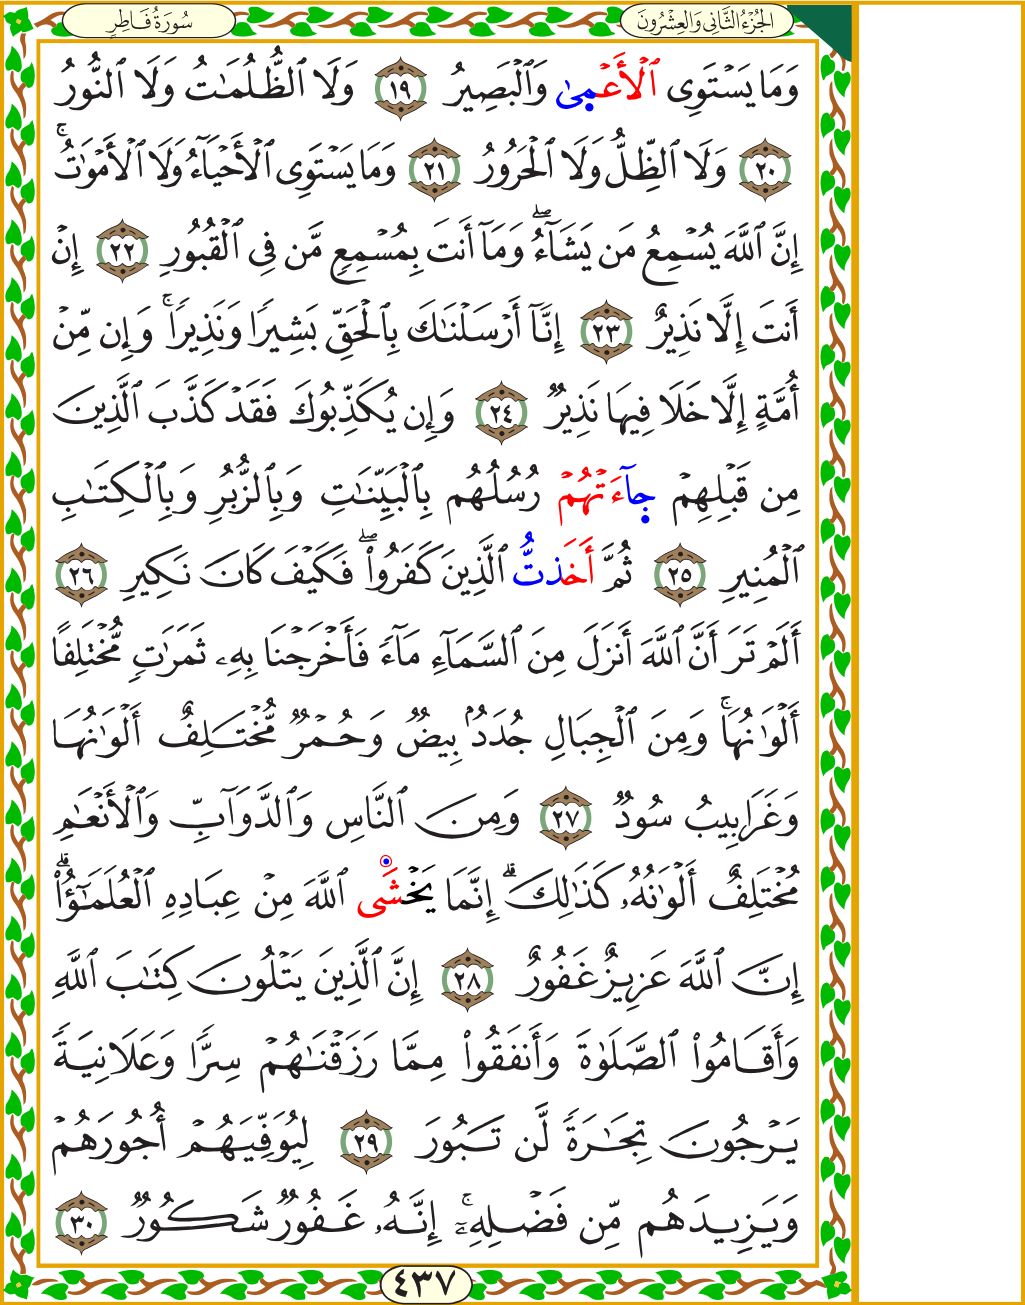 الجُزْءُ الثَّانِي وَالعِشْرُونَ
سُورَةُ فَاطِرٍ
وَمَا يَسْتَوِى ٱلْأَعْمَىٰ وَٱلْبَصِيرُ ١٩ وَلَا ٱلظُّلُمَـٰتُ وَلَا ٱلنُّورُ
٢٠ وَلَا ٱلظِّلُّ وَلَا ٱلْحَرُورُ ٢١ وَمَا يَسْتَوِى ٱلْأَحْيَآءُ وَلَا ٱلْأَمْوَٰتُ ۚ
إِنَّ ٱللَّهَ يُسْمِعُ مَن يَشَآءُ ۖ وَمَآ أَنتَ بِمُسْمِعٍ مَّن فِى ٱلْقُبُورِ ٢٢ إِنْ
أَنتَ إِلَّا نَذِيرٌ ٢٣ إِنَّآ أَرْسَلْنَـٰكَ بِٱلْحَقِّ بَشِيرًا وَنَذِيرًا ۚ وَإِن مِّنْ
أُمَّةٍ إِلَّا خَلَا فِيهَا نَذِيرٌ ٢٤ وَإِن يُكَذِّبُوكَ فَقَدْ كَذَّبَ ٱلَّذِينَ
مِن قَبْلِهِمْ جَآءَتْهُمْ رُسُلُهُم بِٱلْبَيِّنَـٰتِ وَبِٱلزُّبُرِ وَبِٱلْكِتَـٰبِ
ٱلْمُنِيرِ ٢٥ ثُمَّ أَخَذتُّ ٱلَّذِينَ كَفَرُوا۟ ۖ فَكَيْفَ كَانَ نَكِيرِ ٢٦
أَلَمْ تَرَ أَنَّ ٱللَّهَ أَنزَلَ مِنَ ٱلسَّمَآءِ مَآءً فَأَخْرَجْنَا بِهِۦ ثَمَرَٰتٍ مُّخْتَلِفًا
أَلْوَٰنُهَا ۚ وَمِنَ ٱلْجِبَالِ جُدَدٌۢ بِيضٌ وَحُمْرٌ مُّخْتَلِفٌ أَلْوَٰنُهَا
وَغَرَابِيبُ سُودٌ ٢٧ وَمِنَ ٱلنَّاسِ وَٱلدَّوَآبِّ وَٱلْأَنْعَـٰمِ
مُخْتَلِفٌ أَلْوَٰنُهُۥ كَذَٰلِكَ ۗ إِنَّمَا يَخْشَى ٱللَّهَ مِنْ عِبَادِهِ ٱلْعُلَمَـٰٓؤُا۟ ۗ
إِنَّ ٱللَّهَ عَزِيزٌ غَفُورٌ ٢٨ إِنَّ ٱلَّذِينَ يَتْلُونَ كِتَـٰبَ ٱللَّهِ
وَأَقَامُوا۟ ٱلصَّلَوٰةَ وَأَنفَقُوا۟ مِمَّا رَزَقْنَـٰهُمْ سِرًّا وَعَلَانِيَةً
يَرْجُونَ تِجَـٰرَةً لَّن تَبُورَ ٢٩ لِيُوَفِّيَهُمْ أُجُورَهُمْ
وَيَزِيدَهُم مِّن فَضْلِهِۦٓ ۚ إِنَّهُۥ غَفُورٌ شَكُورٌ ٣٠
٤٣٧